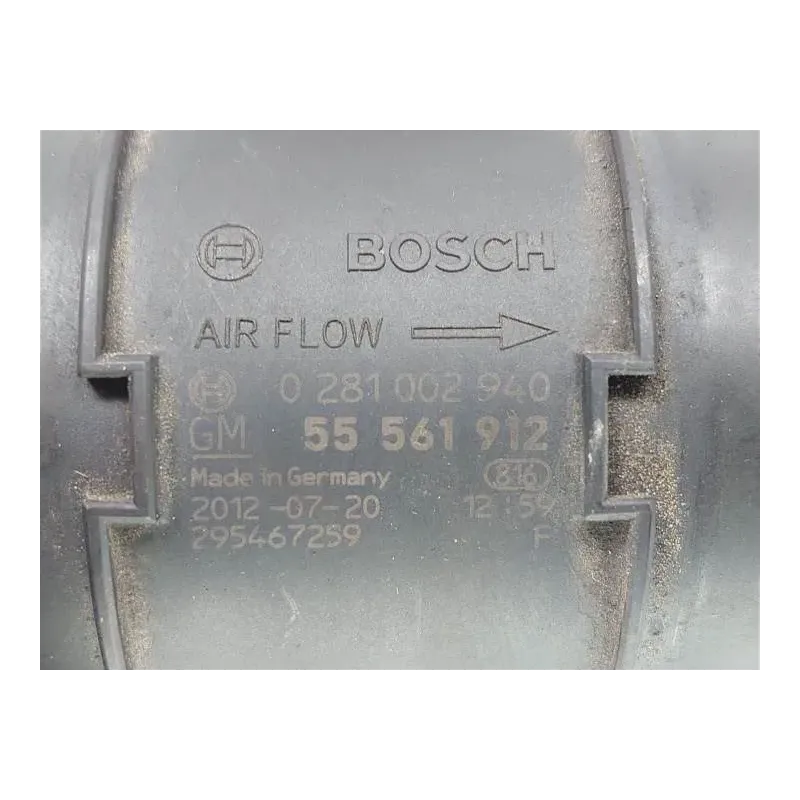 BOSCH
AIR FLOW
0 281 002 940
GM 55 561 912
Made in Germany 816
2012-07-20 12:59
295467259 F